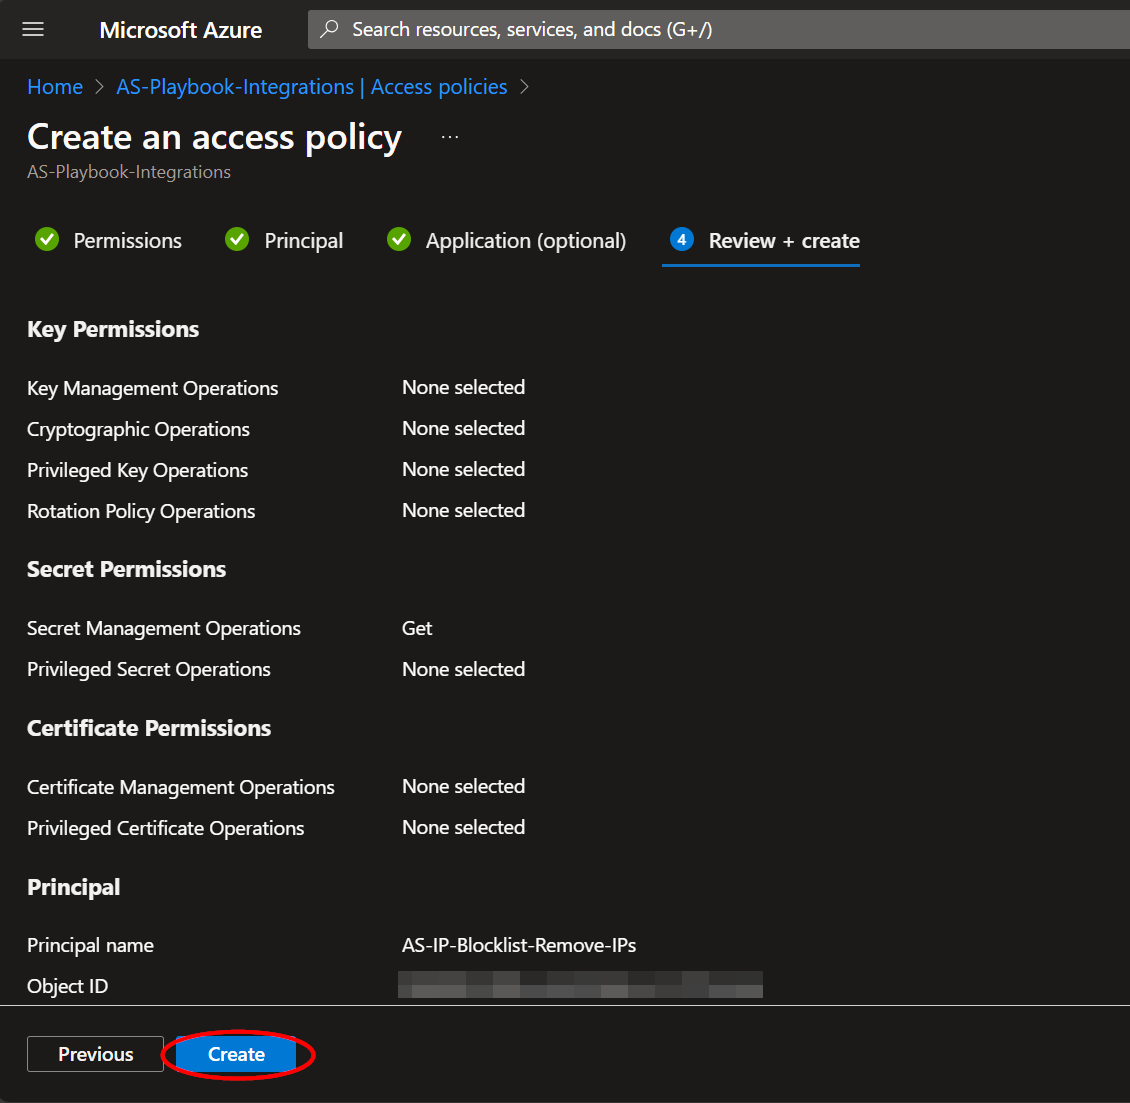 Microsoft Azure
Search resources, services, and docs (G+/)
Home > AS-Playbook-Integrations | Access policies >
Create an access policy ...
AS-Playbook-Integrations
Permissions Principal Application (optional) 4 Review + create
Key Permissions
Key Management Operations None selected
Cryptographic Operations None selected
Privileged Key Operations None selected
Rotation Policy Operations None selected
Secret Permissions
Secret Management Operations Get
Privileged Secret Operations None selected
Certificate Permissions
Certificate Management Operations None selected
Privileged Certificate Operations None selected
Principal
Principal name AS-IP-Blocklist-Remove-IPs
Object ID
Previous Create